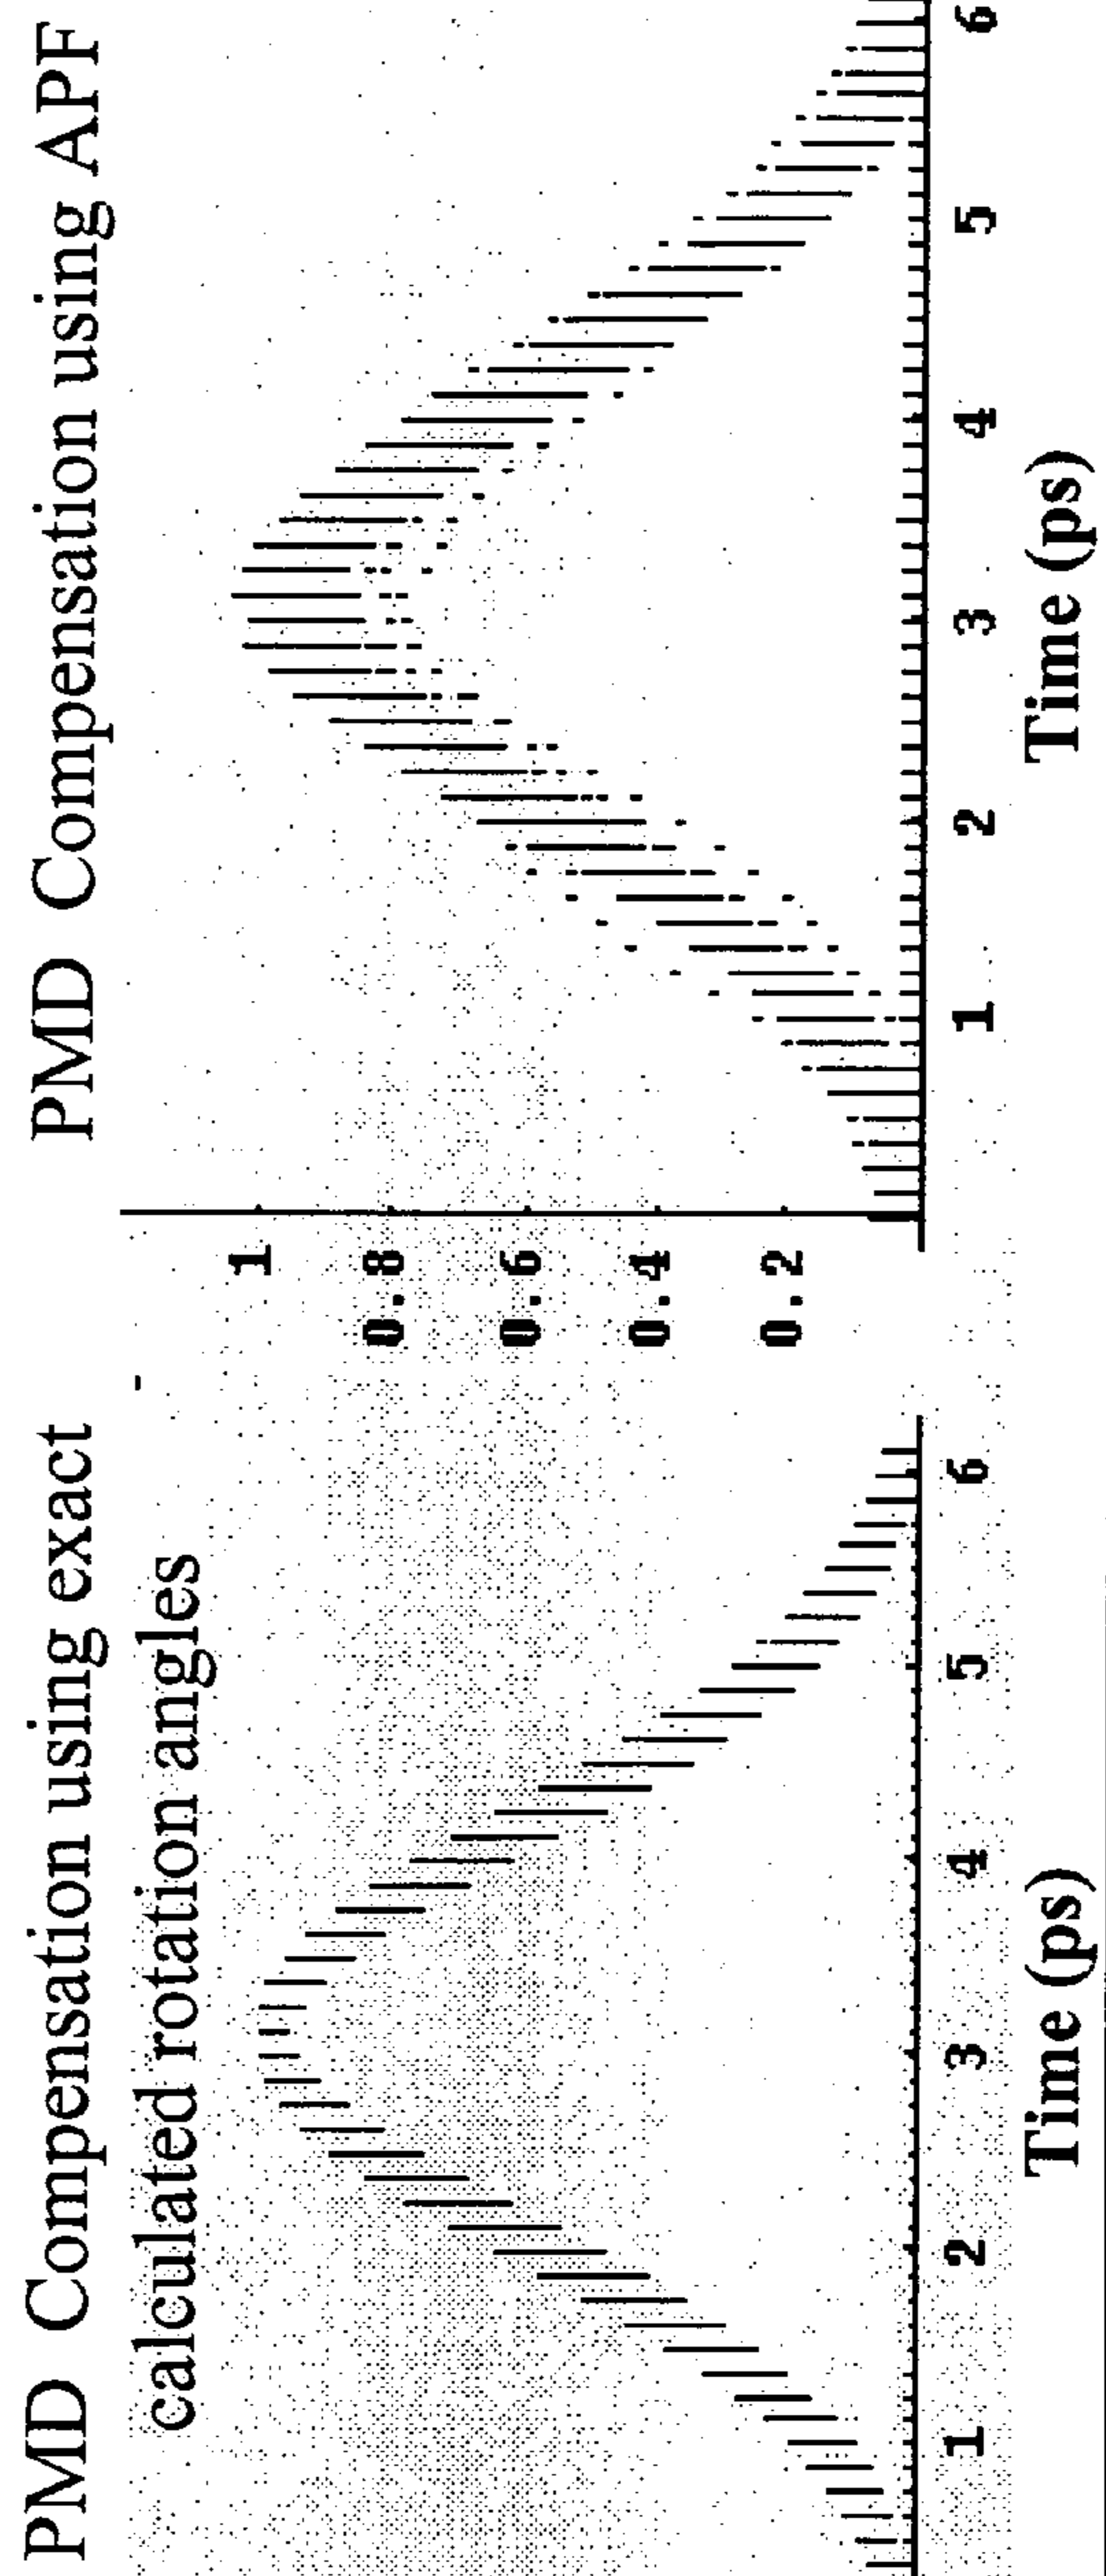 PMD Compensation using exact
calculated rotation angles
1 2 3 4 5 6
Time (ps)
PMD Compensation using APF
1
0.8
0.6
0.4
0.2
1 2 3 4 5 6
Time (ps)